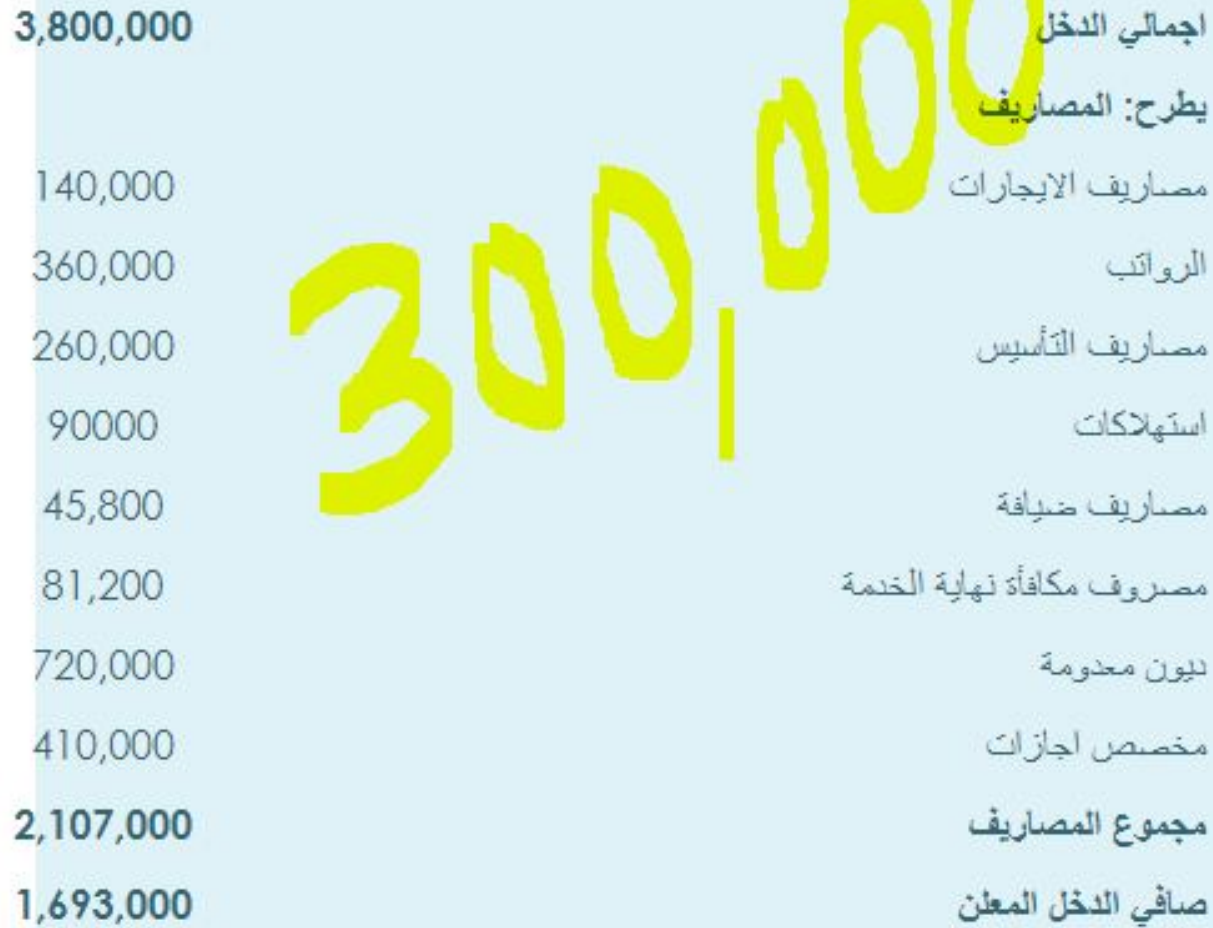 اجمالي الدخل 3,800,000
يطرح: المصاريف
مصاريف الايجارات 140,000
الرواتب 360,000
مصاريف التأسيس 260,000
استهلاكات 90000
مصاريف ضيافة 45,800
مصروف مكافأة نهاية الخدمة 81,200
ديون معدومة 720,000
مخصص اجازات 410,000
مجموع المصاريف 2,107,000
صافي الدخل المعلن 1,693,000
300,000